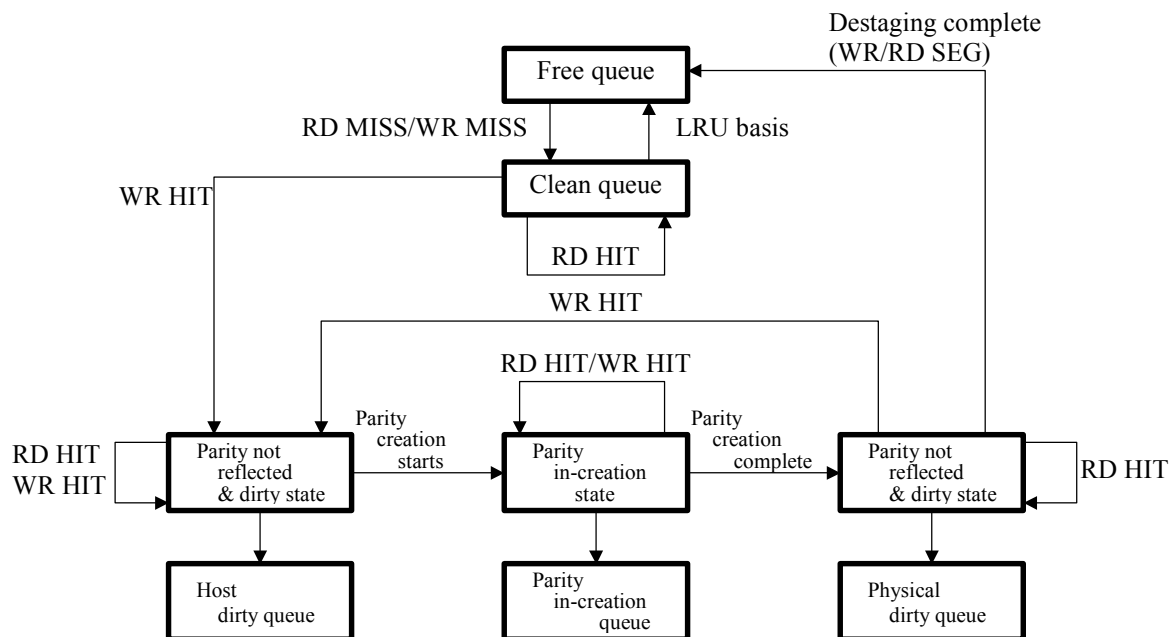 Destaging complete
(WR/RD SEG)
Free queue
RD MISS/WR MISS
LRU basis
Clean queue
WR HIT
RD HIT
WR HIT
RD HIT/WR HIT
Parity
creation
starts
Parity
creation
complete
RD HIT
WR HIT
Parity not
reflected
& dirty state
Parity
in-creation
state
Parity not
reflected
& dirty state
RD HIT
Host
dirty queue
Parity
in-creation
queue
Physical
dirty queue